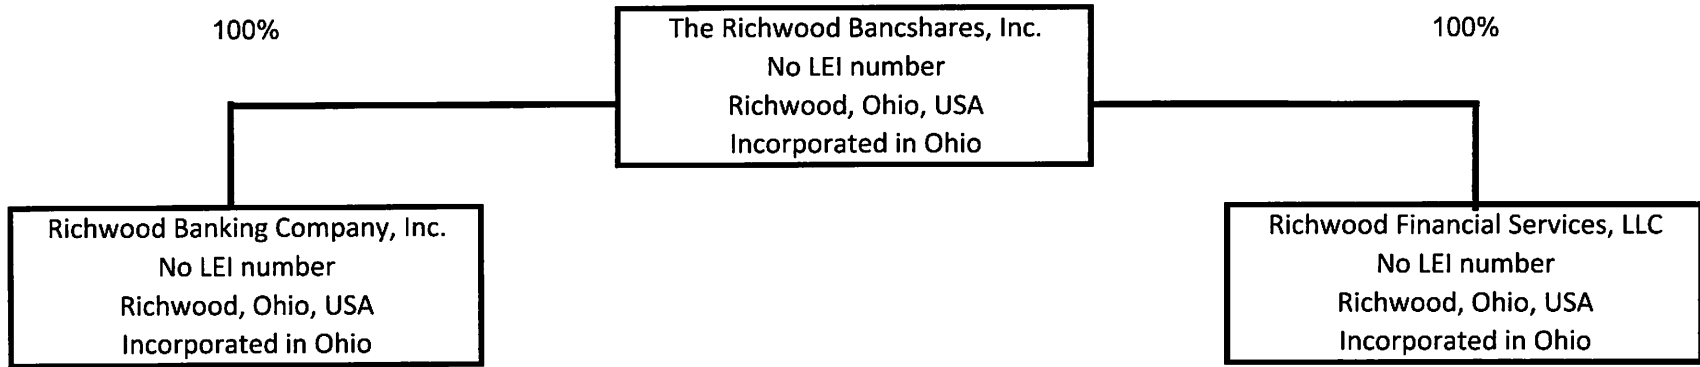 100%
The Richwood Bancshares, Inc.
No LEI number
Richwood, Ohio, USA
Incorporated in Ohio
100%
Richwood Banking Company, Inc.
No LEI number
Richwood, Ohio, USA
Incorporated in Ohio
Richwood Financial Services, LLC
No LEI number
Richwood, Ohio, USA
Incorporated in Ohio